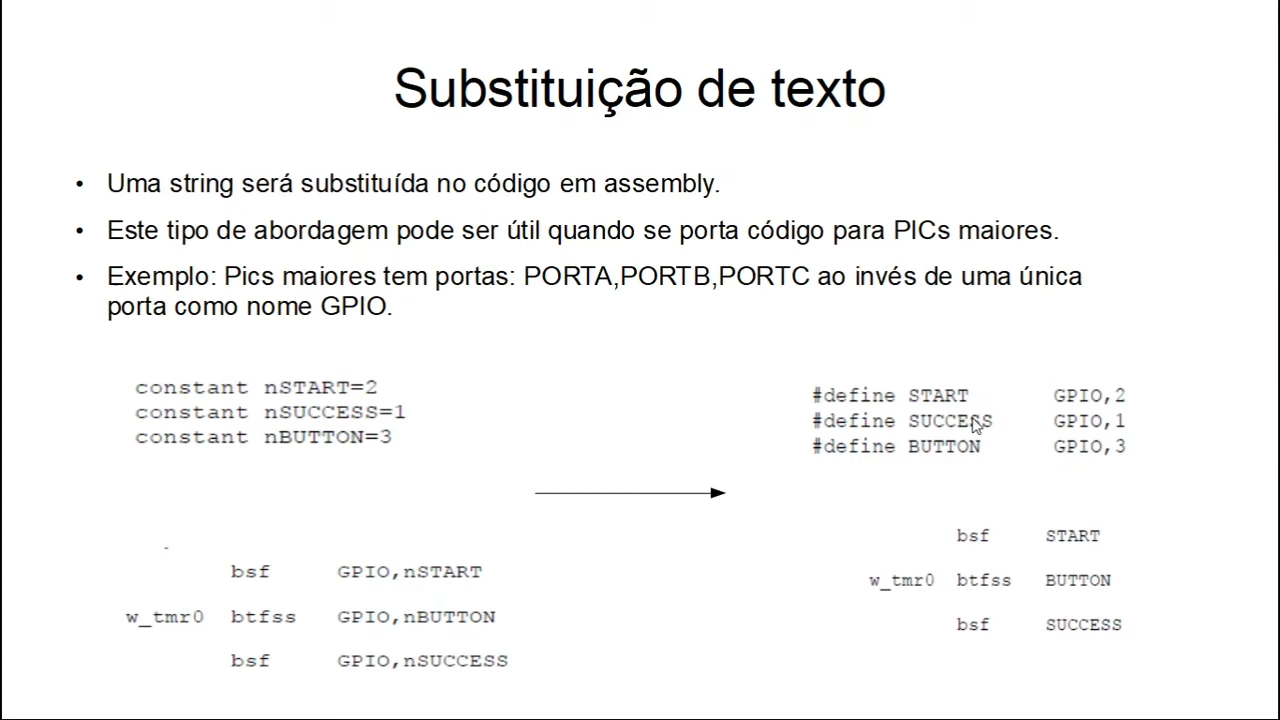 Substituição de texto
• Uma string será substituída no código em assembly.
• Este tipo de abordagem pode ser útil quando se porta código para PICs maiores.
• Exemplo: Pics maiores tem portas: PORTA,PORTB,PORTC ao invés de uma única
porta como nome GPIO.
constant nSTART=2
constant nSUCCESS=1
constant nBUTTON=3
bsf GPIO,nSTART
w_tmr0 btfss GPIO,nBUTTON
bsf GPIO,nSUCCESS
#define START GPIO,2
#define SUCCESS GPIO,1
#define BUTTON GPIO,3
bsf START
w_tmr0 btfss BUTTON
bsf SUCCESS